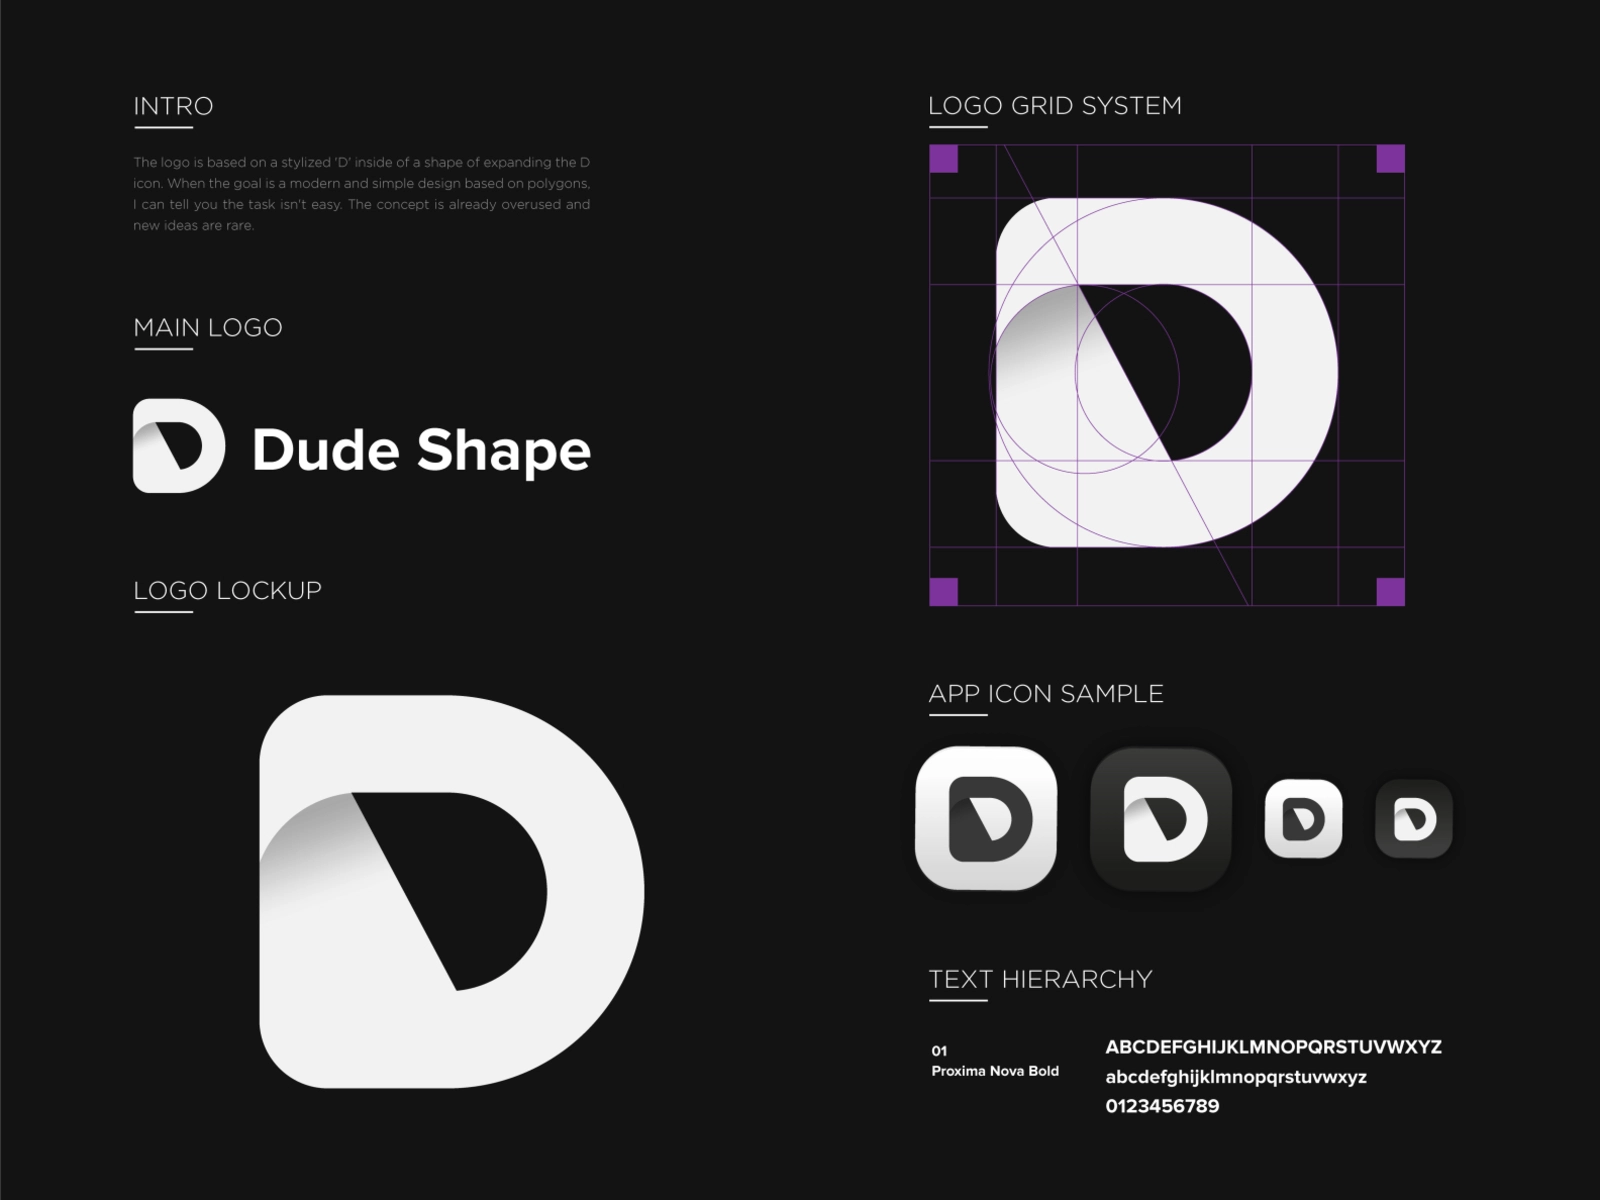 INTRO
The logo is based on a stylized 'D' inside of a shape of expanding the D
icon. When the goal is a modern and simple design based on polygons,
I can tell you the task isn't easy. The concept is already overused and
new ideas are rare.
MAIN LOGO
Dude Shape
LOGO LOCKUP
LOGO GRID SYSTEM
APP ICON SAMPLE
TEXT HIERARCHY
01
Proxima Nova Bold
ABCDEFGHIJKLMNOPQRSTUVWXYZ
abcdefghijklmnopqrstuvwxyz
0123456789